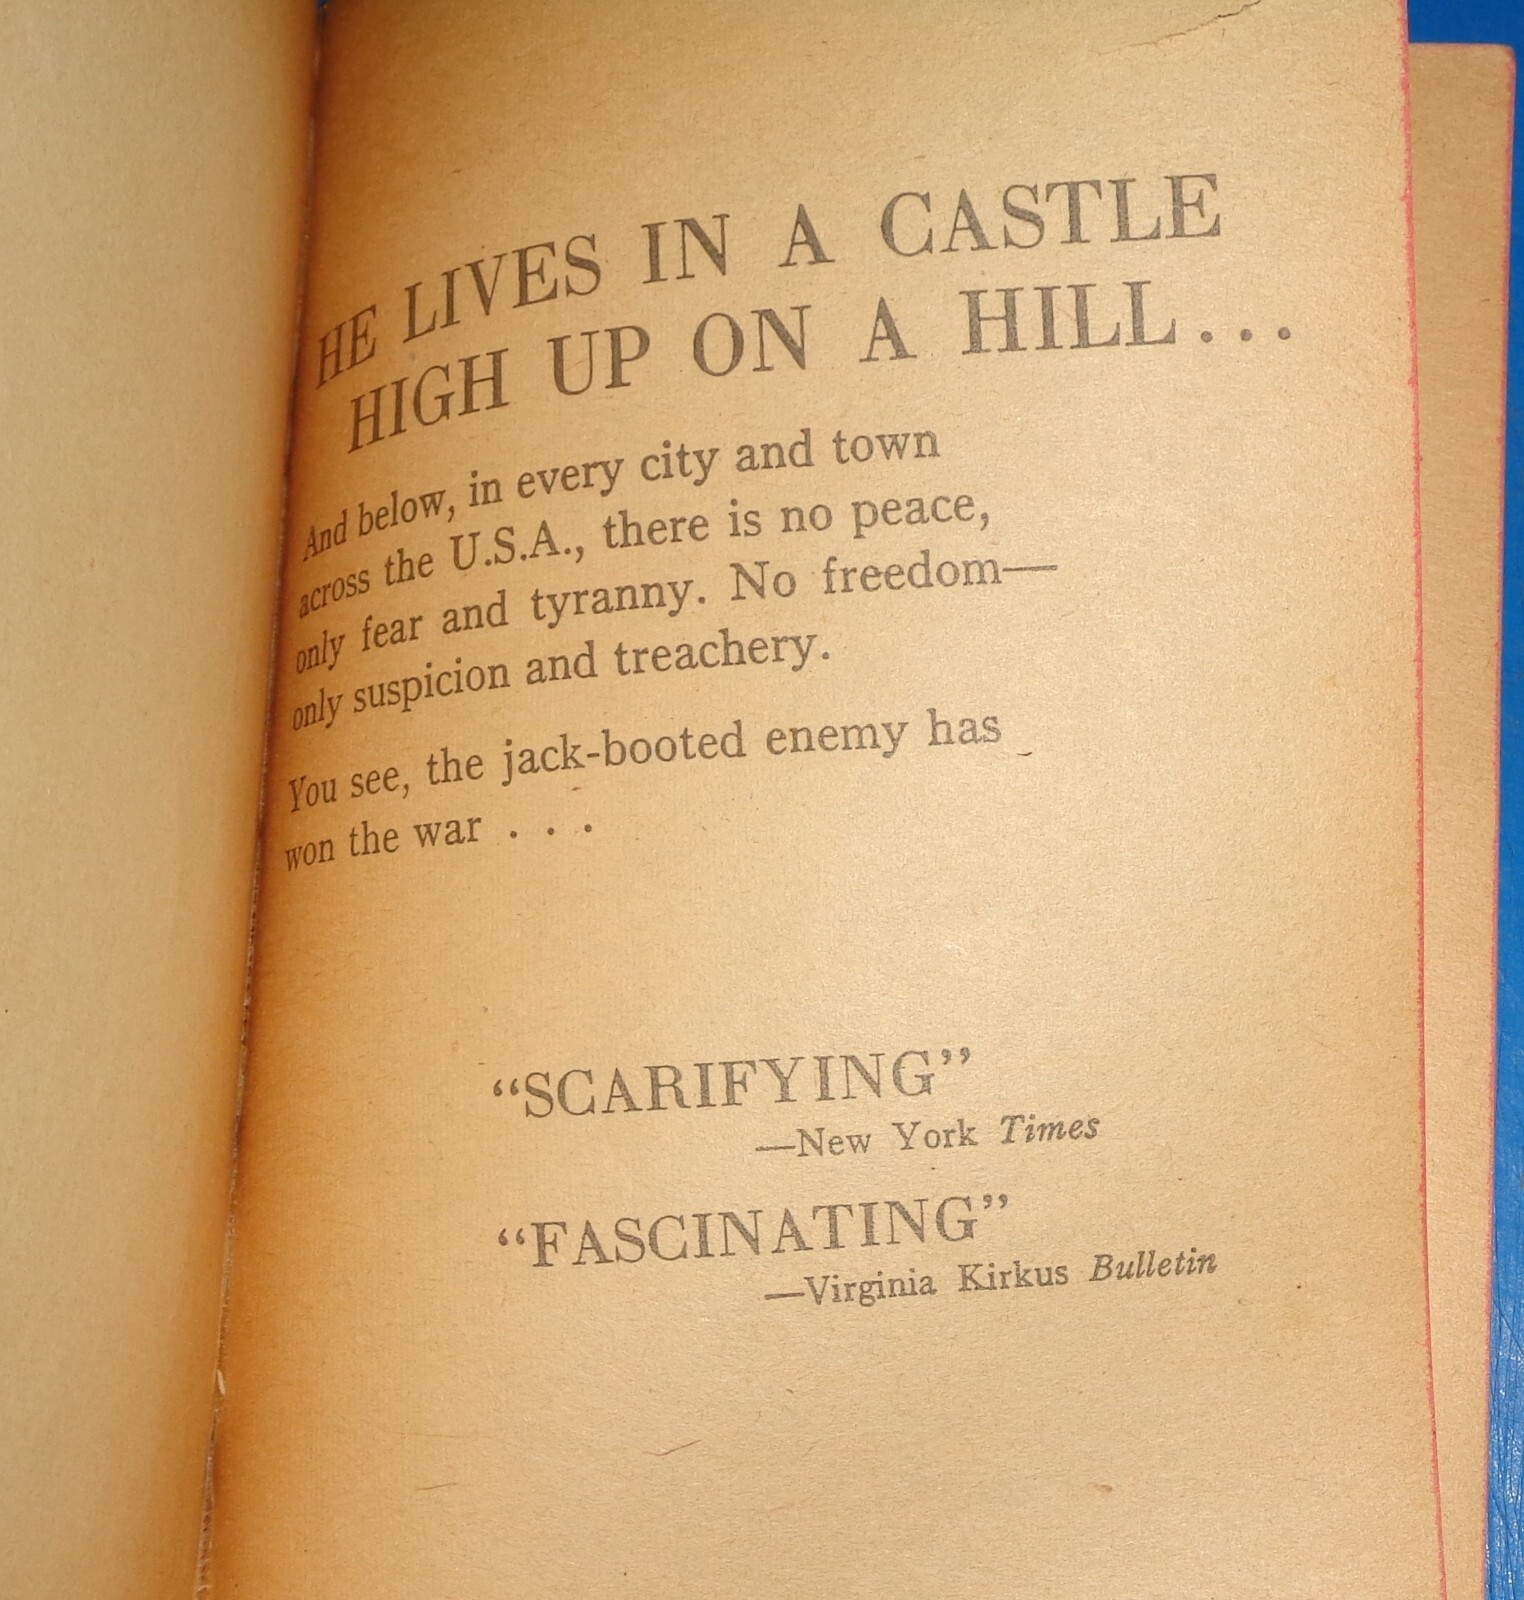 HE LIVES IN A CASTLE
HIGH UP ON A HILL...
And below, in every city and town
across the U.S.A., there is no peace,
only fear and tyranny. No freedom—
only suspicion and treachery.
You see, the jack-booted enemy has
won the war . . .
“SCARIFYING”
—New York Times
“FASCINATING”
—Virginia Kirkus Bulletin